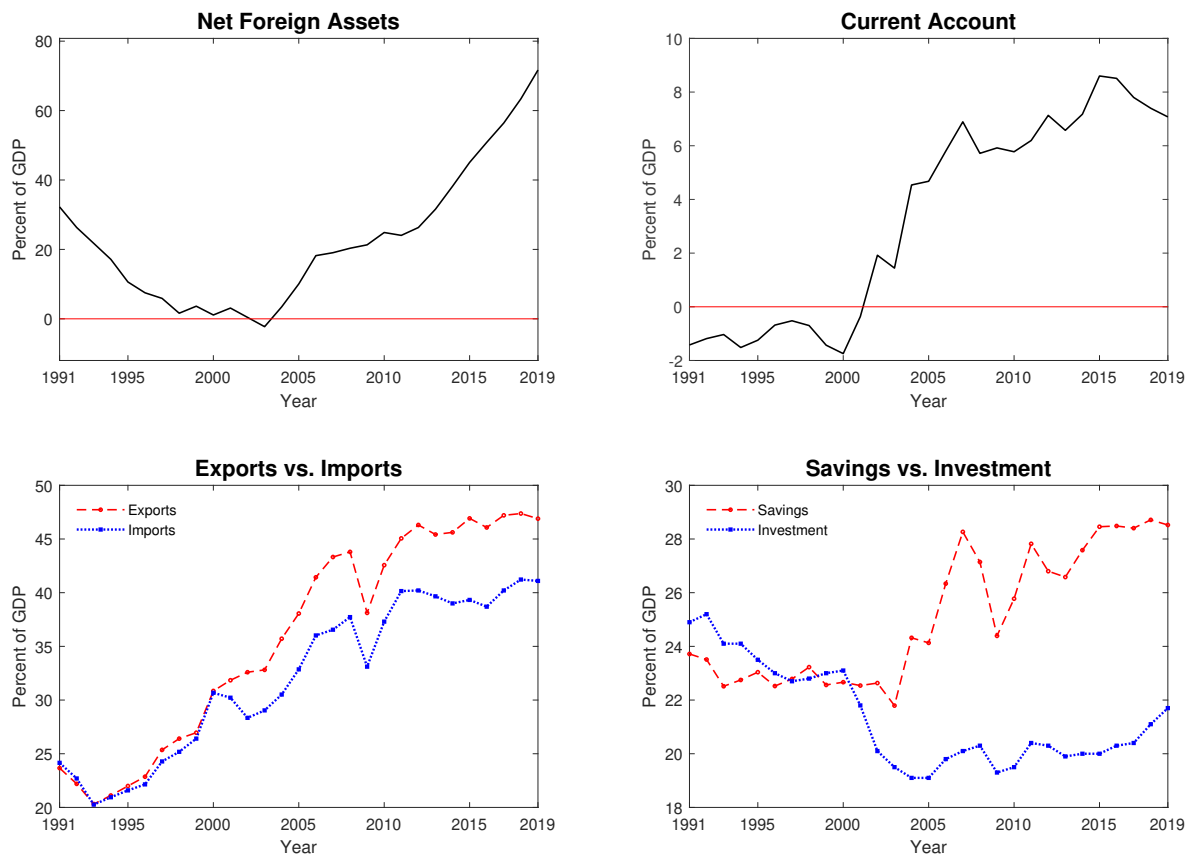 Net Foreign Assets
Percent of GDP
80
60
40
20
0
1991 1995 2000 2005 2010 2015 2019
Year
Current Account
Percent of GDP
10
8
6
4
2
0
-2
1991 1995 2000 2005 2010 2015 2019
Year
Exports vs. Imports
Percent of GDP
50
45
40
35
30
25
20
Exports
Imports
1991 1995 2000 2005 2010 2015 2019
Year
Savings vs. Investment
Percent of GDP
30
28
26
24
22
20
18
Savings
Investment
1991 1995 2000 2005 2010 2015 2019
Year